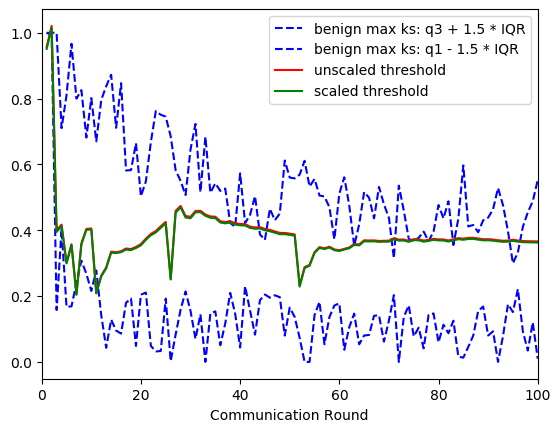 benign max ks: q3 + 1.5 * IQR
benign max ks: q1 - 1.5 * IQR
unscaled threshold
scaled threshold
1.0
0.8
0.6
0.4
0.2
0.0
0 20 40 60 80 100
Communication Round